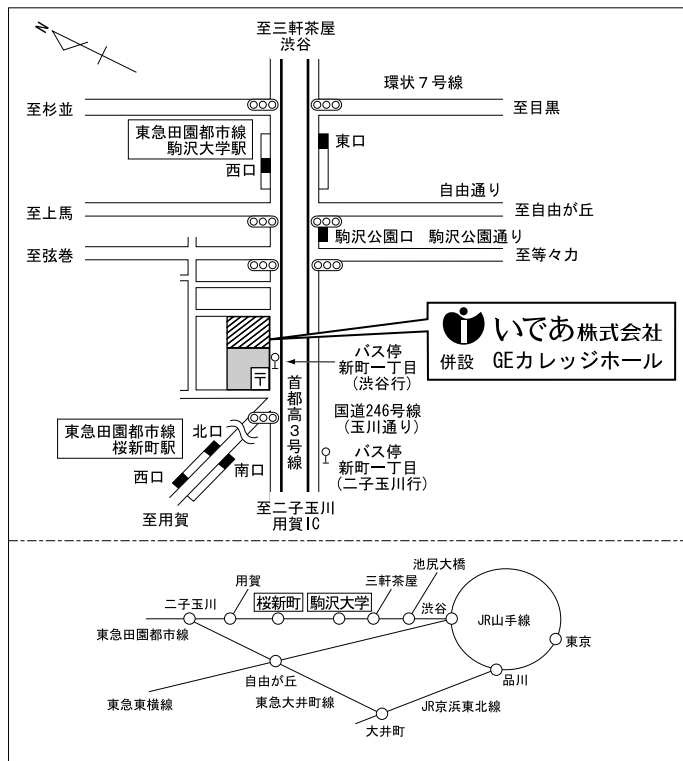 N
至三軒茶屋
渋谷
環状７号線
至杉並
至目黒
東急田園都市線
駒沢大学駅
西口
東口
自由通り
至上馬
至自由が丘
駒沢公園口
駒沢公園通り
至弦巻
至等々力
いであ株式会社
併設 GEカレッジホール
バス停
新町一丁目
（渋谷行）
〒
首都高３号線
国道246号線
（玉川通り）
東急田園都市線
桜新町駅
北口
西口
南口
バス停
新町一丁目
（二子玉川行）
至用賀
至二子玉川
用賀IC
池尻大橋
用賀
三軒茶屋
二子玉川
桜新町
駒沢大学
渋谷
JR山手線
東急田園都市線
東京
自由が丘
品川
東急東横線
東急大井町線
JR京浜東北線
大井町